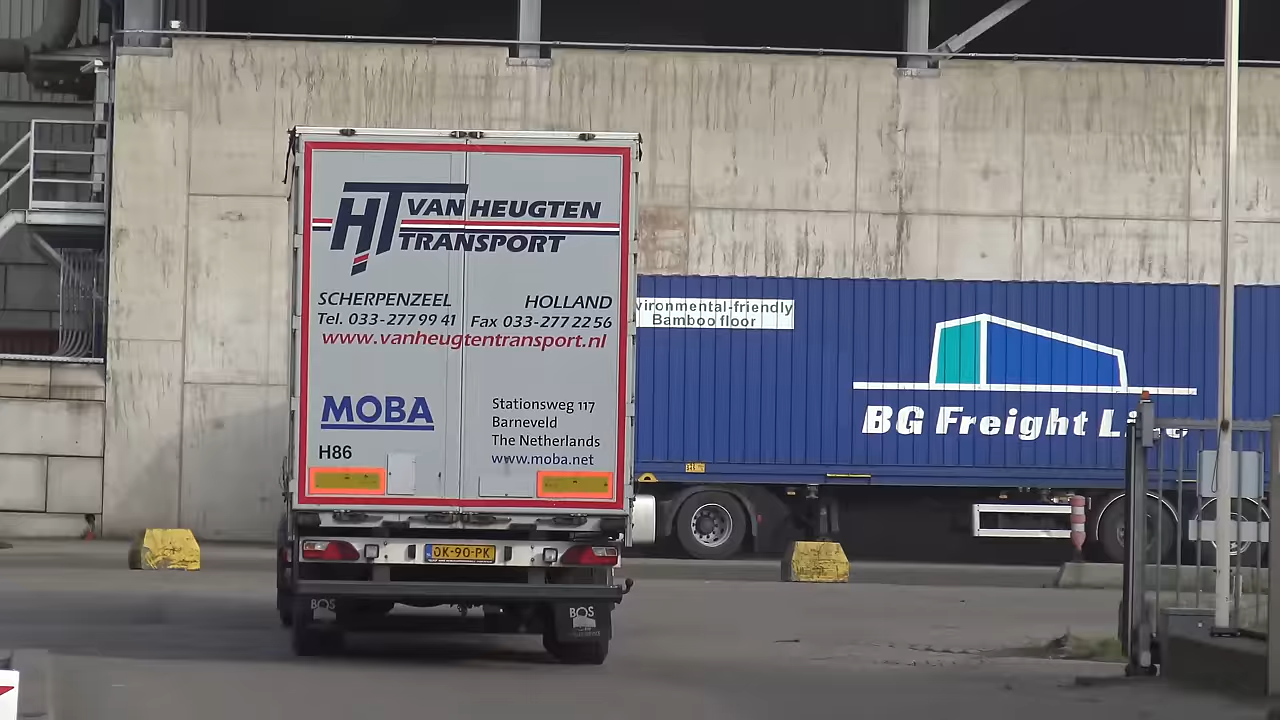 HT VAN HEUGTEN
TRANSPORT
SCHERPENZEEL HOLLAND
Tel. 033-277 99 41 Fax 033-277 22 56
www.vanheugtentransport.nl
MOBA
H86
Stationsweg 117
Barneveld
The Netherlands
www.moba.net
OK-90-PK
BOS
BOS
vironmental-friendly
Bamboo floor
BG Freight Line